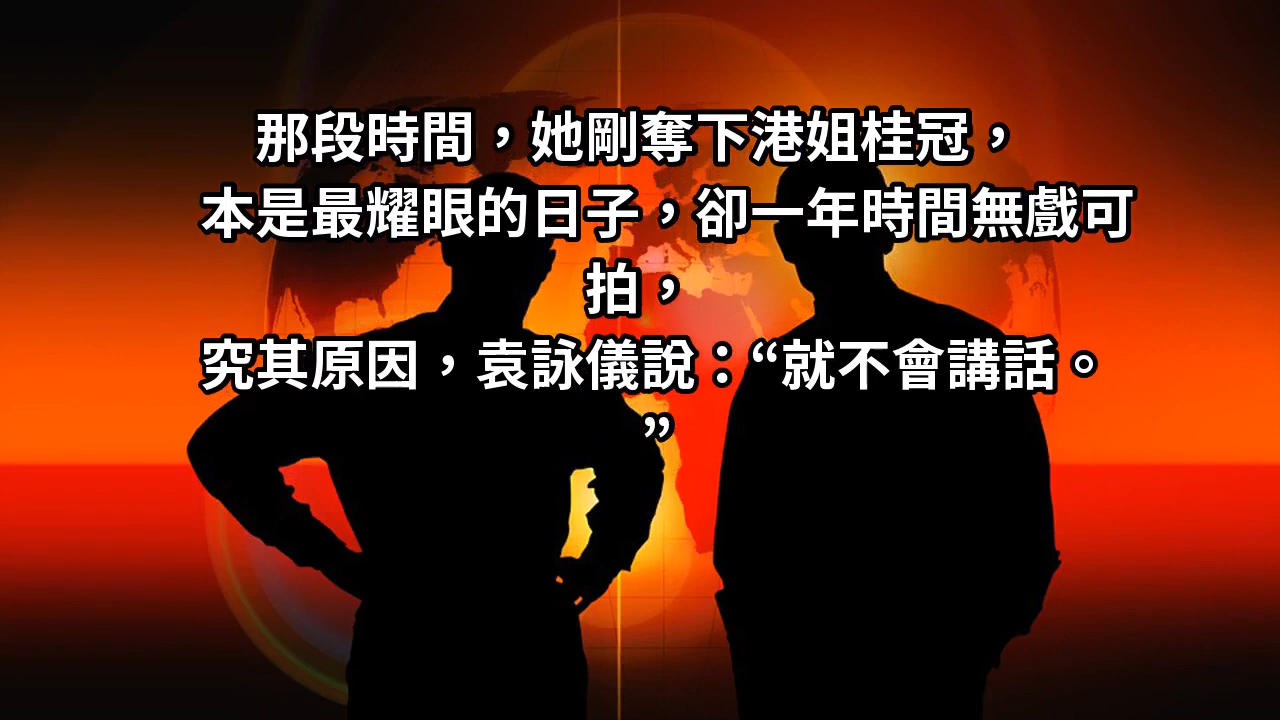 那段時間，她剛奪下港姐桂冠，
本是最耀眼的日子，卻一年時間無戲可
拍，
究其原因，袁詠儀說：“就不會講話。
”